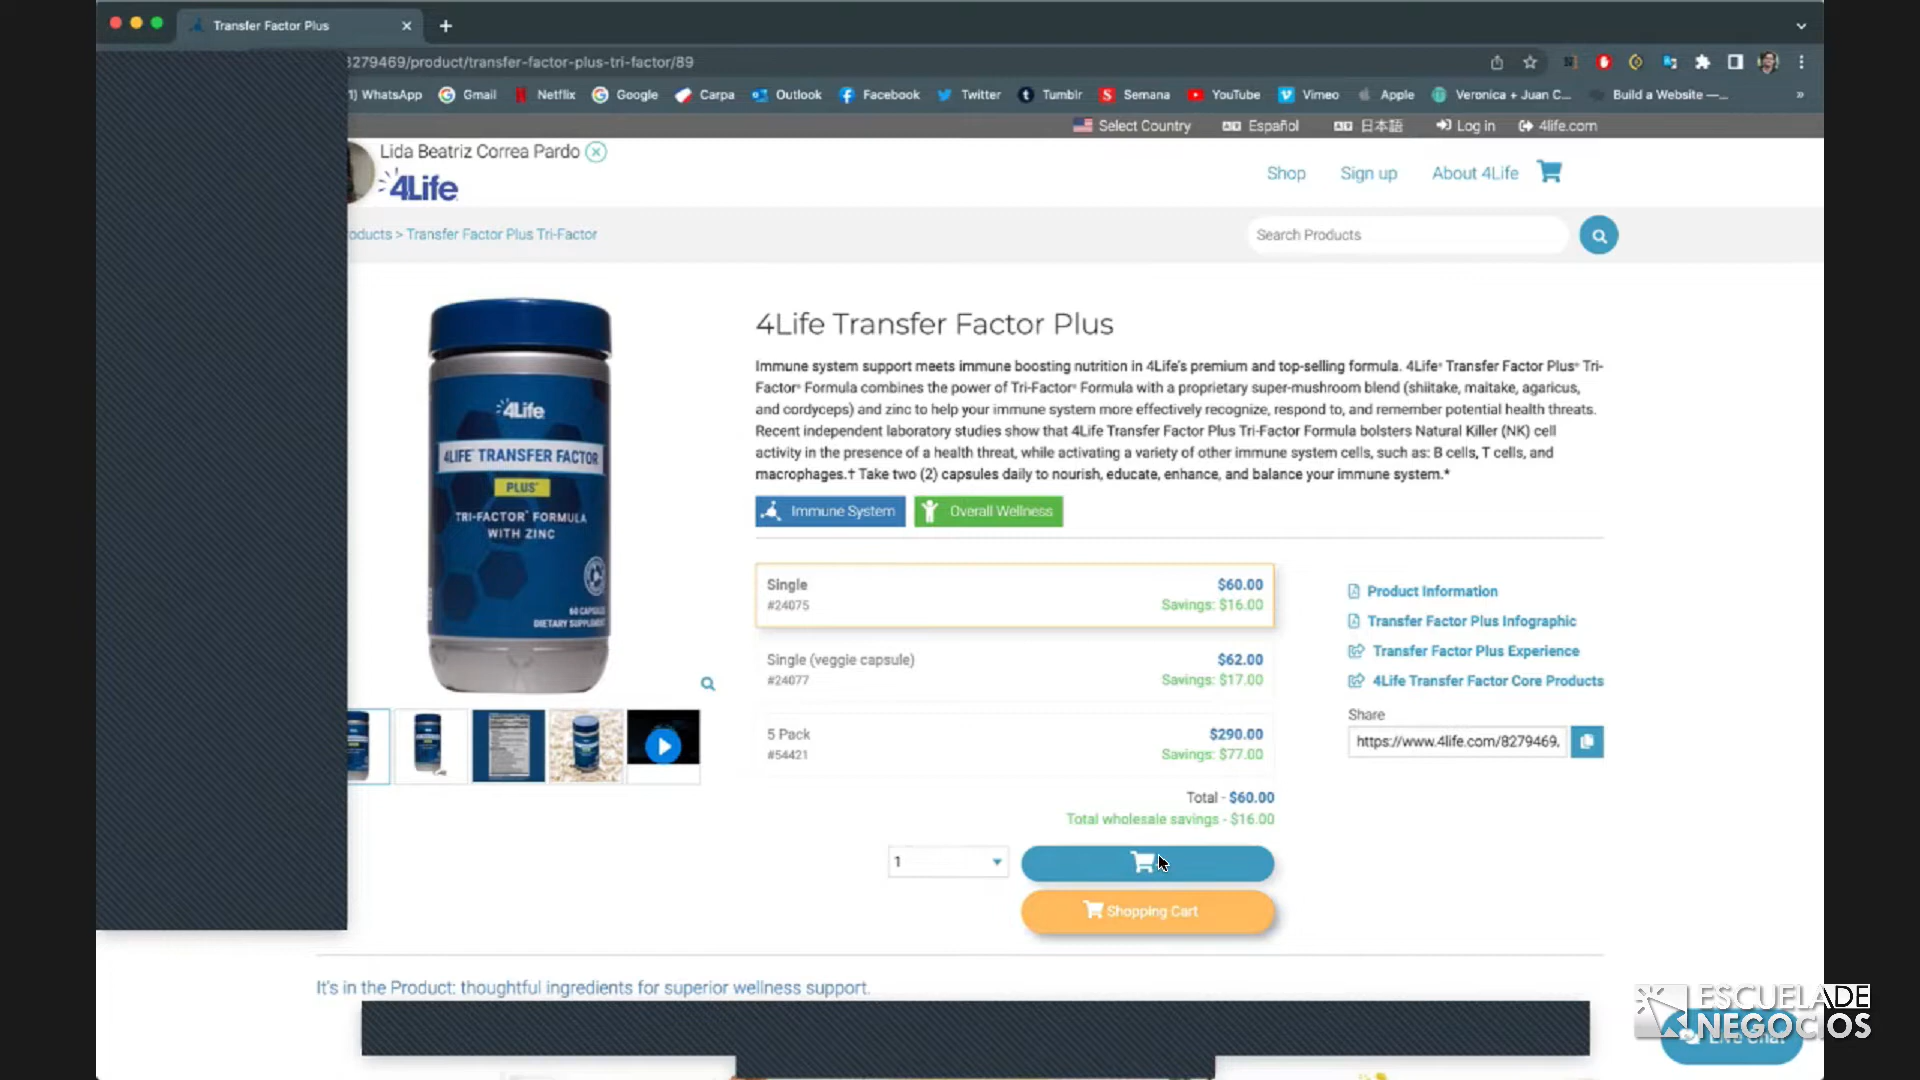 Transfer Factor Plus
8279469/product/transfer-factor-plus-tri-factor/89
1) WhatsApp Gmail Netflix Google Carpa Outlook Facebook Twitter Tumblr Semana YouTube Vimeo Apple Veronica + Juan C... Build a Website —...
Select Country Español 日本語 Log in 4life.com
Lida Beatriz Correa Pardo
4Life
Shop Sign up About 4Life
oducts > Transfer Factor Plus Tri-Factor
Search Products
4Life Transfer Factor Plus
Immune system support meets immune boosting nutrition in 4Life's premium and top-selling formula. 4Life® Transfer Factor Plus® Tri-
Factor® Formula combines the power of Tri-Factor® Formula with a proprietary super-mushroom blend (shiitake, maitake, agaricus,
and cordyceps) and zinc to help your immune system more effectively recognize, respond to, and remember potential health threats.
Recent independent laboratory studies show that 4Life Transfer Factor Plus Tri-Factor Formula bolsters Natural Killer (NK) cell
activity in the presence of a health threat, while activating a variety of other immune system cells, such as: B cells, T cells, and
macrophages.† Take two (2) capsules daily to nourish, educate, enhance, and balance your immune system.*
Immune System Overall Wellness
4Life
4LIFE® TRANSFER FACTOR
PLUS®
TRI-FACTOR® FORMULA
WITH ZINC
60 CAPSULES
DIETARY SUPPLEMENT
Single $60.00
#24075 Savings: $16.00
Single (veggie capsule) $62.00
#24077 Savings: $17.00
5 Pack $290.00
#54421 Savings: $77.00
Total - $60.00
Total wholesale savings - $16.00
1
Shopping Cart
Product Information
Transfer Factor Plus Infographic
Transfer Factor Plus Experience
4Life Transfer Factor Core Products
Share
https://www.4life.com/8279469,
It's in the Product: thoughtful ingredients for superior wellness support.
ESCUELA DE
NEGOCIOS
Live Chat